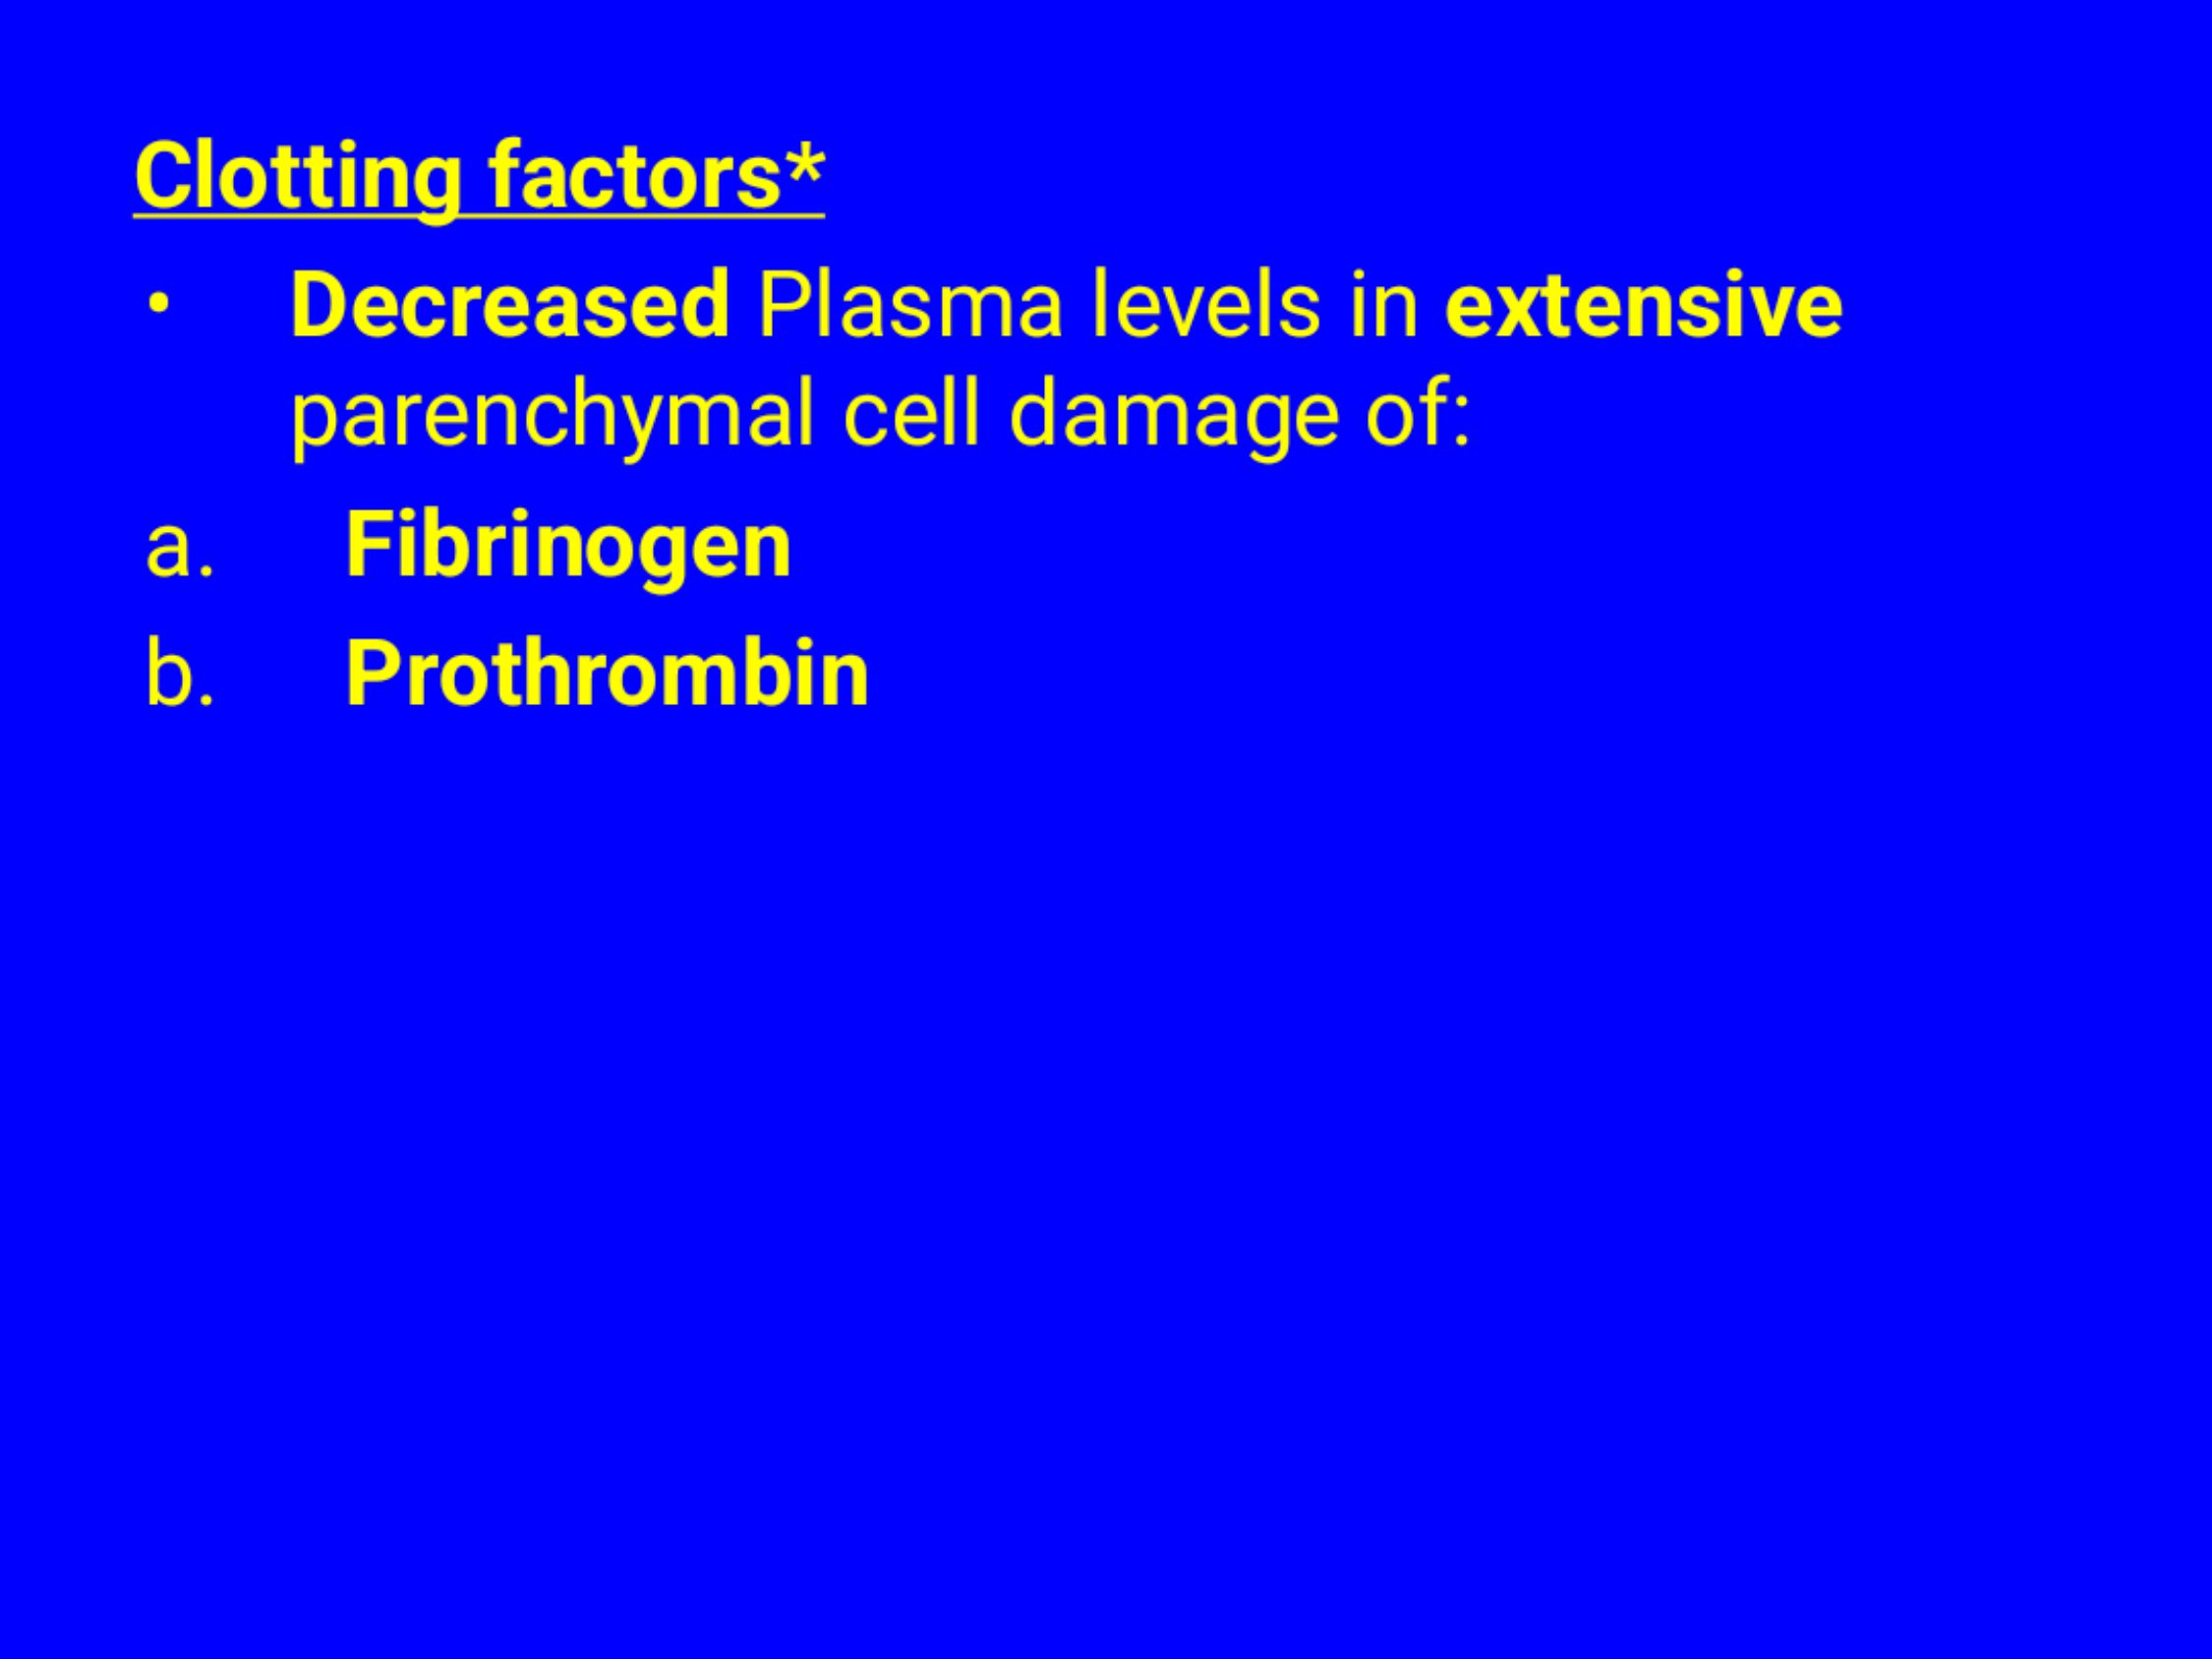 Clotting factors*
• Decreased Plasma levels in extensive
parenchymal cell damage of:
a. Fibrinogen
b. Prothrombin